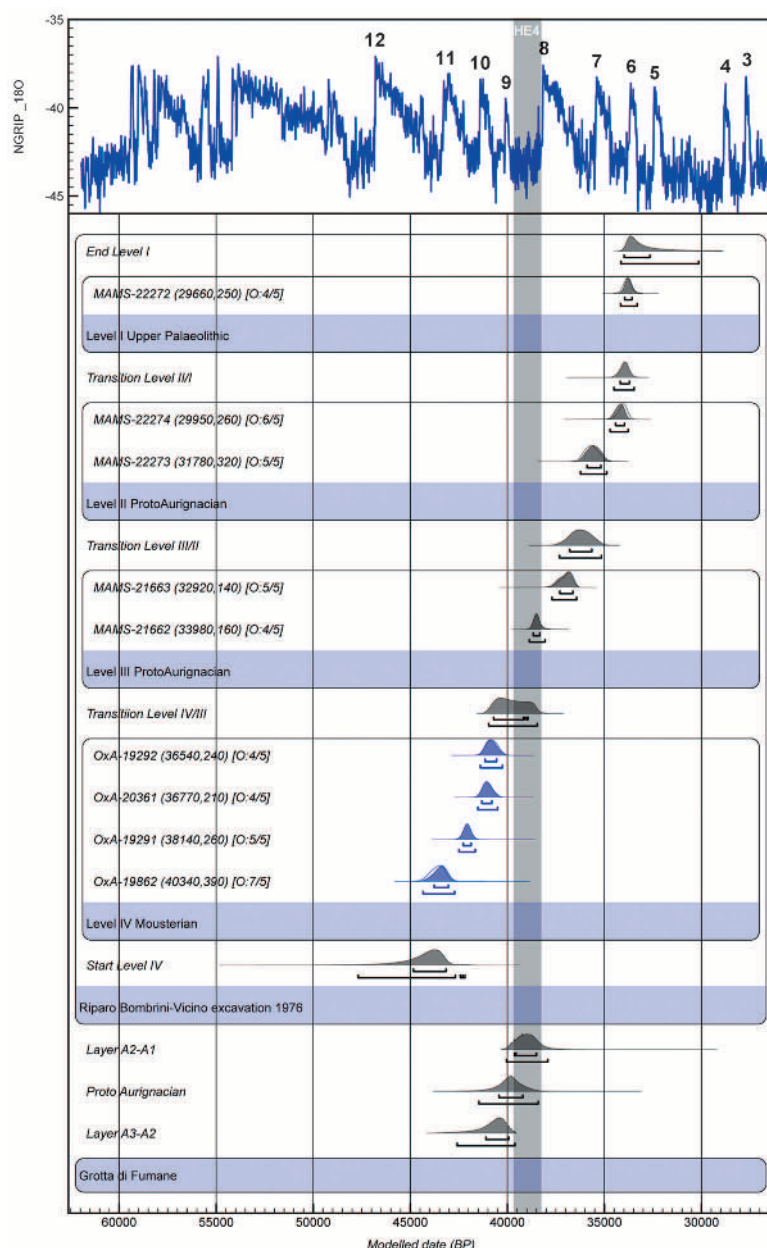 -35
HE4
12
11
10
9
8
7
6
5
4
3
NGRIP_18O
-40
-45
End Level I
MAMS-22272 (29660,250) [O:4/5]
Level I Upper Palaeolithic
Transition Level II/I
MAMS-22274 (29950,260) [O:6/5]
MAMS-22273 (31780,320) [O:5/5]
Level II ProtoAurignacian
Transition Level III/II
MAMS-21663 (32920,140) [O:5/5]
MAMS-21662 (33980,160) [O:4/5]
Level III ProtoAurignacian
Transitiion Level IV/III
OxA-19292 (36540,240) [O:4/5]
OxA-20361 (36770,210) [O:4/5]
OxA-19291 (38140,260) [O:5/5]
OxA-19862 (40340,390) [O:7/5]
Level IV Mousterian
Start Level IV
Riparo Bombrini-Vicino excavation 1976
Layer A2-A1
Proto Aurignacian
Layer A3-A2
Grotta di Fumane
60000 55000 50000 45000 40000 35000 30000
Modelled date (BP)